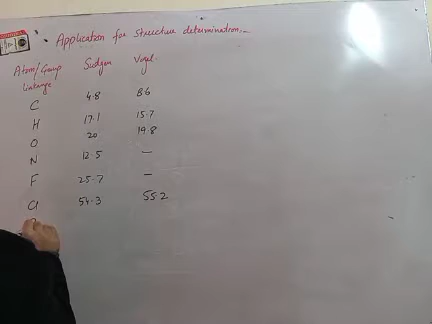 Application for Structure determination.
Atom/Group Sudgen Vogel
Linkage
C 4.8 8.6
H 17.1 15.7
O 20 19.8
N 12.5 —
F 25.7 —
Cl 54.3 55.2